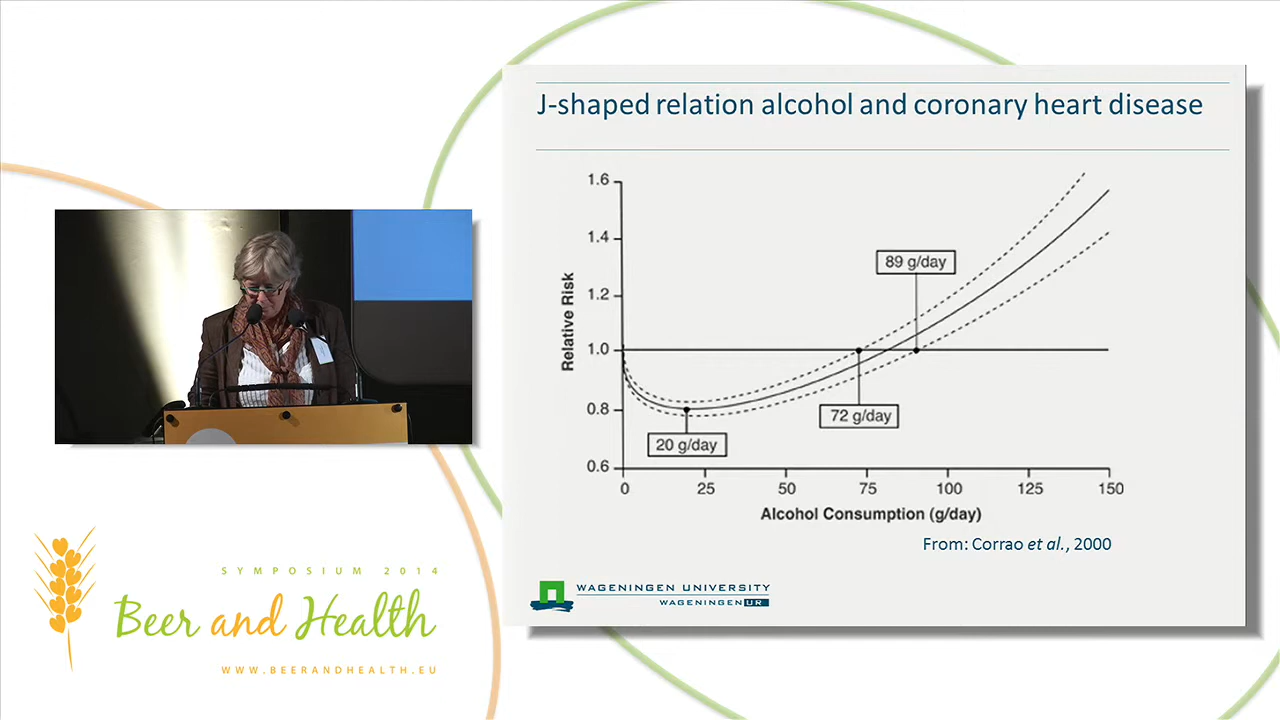 J-shaped relation alcohol and coronary heart disease
1.6
1.4
1.2
1.0
0.8
0.6
Relative Risk
89 g/day
72 g/day
20 g/day
0 25 50 75 100 125 150
Alcohol Consumption (g/day)
From: Corrao et al., 2000
WAGENINGEN UNIVERSITY
WAGENINGEN UR
SYMPOSIUM 2014
Beer and Health
WWW.BEERANDHEALTH.EU